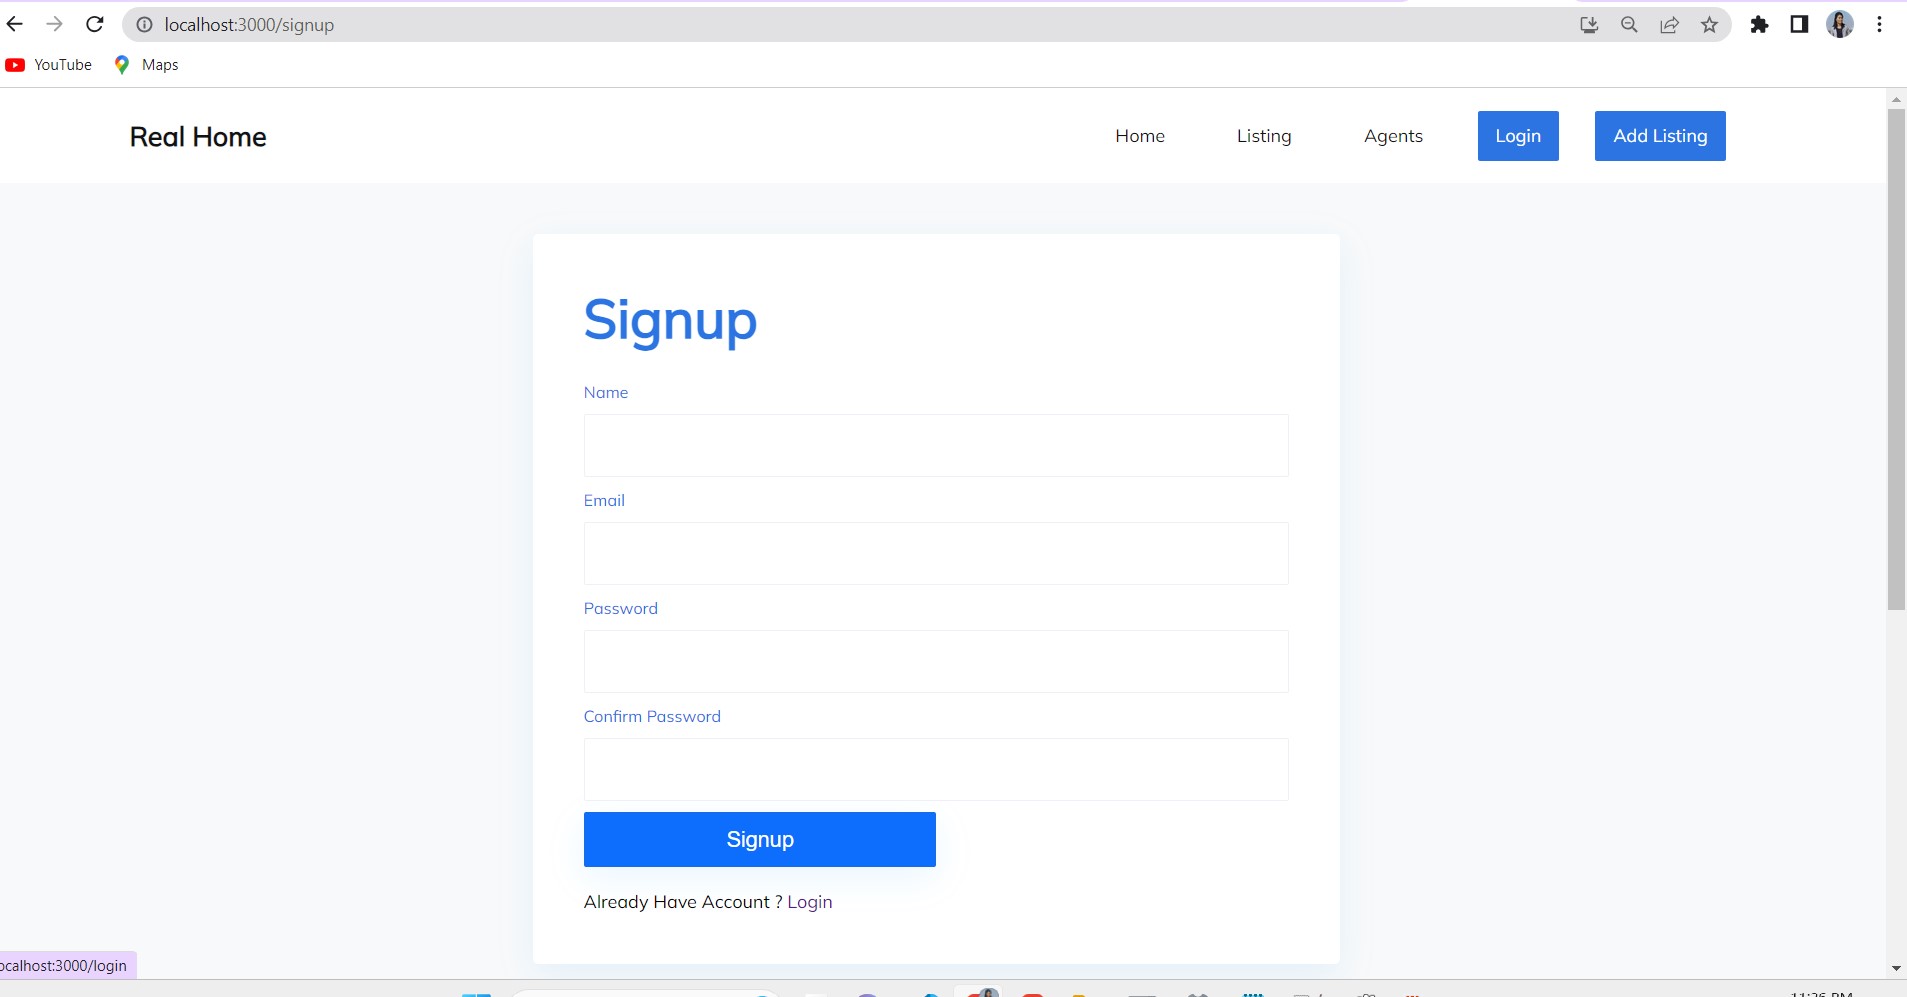 localhost:3000/signup
YouTube Maps
Real Home Home Listing Agents Login Add Listing
Signup
Name
Email
Password
Confirm Password
Signup
Already Have Account ? Login
ocalhost:3000/login